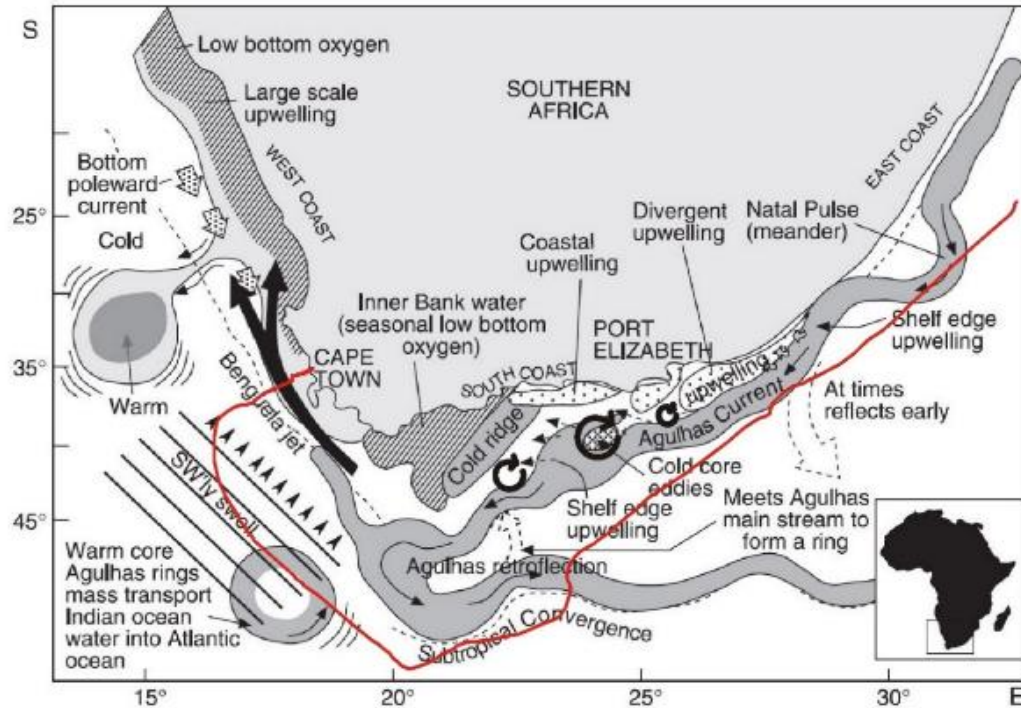 S
Low bottom oxygen
Large scale
upwelling
SOUTHERN
AFRICA
WEST COAST
EAST COAST
Bottom
poleward
current
25°
Cold
Coastal
upwelling
Divergent
upwelling
Natal Pulse
(meander)
Inner Bank water
(seasonal low bottom
oxygen)
PORT
ELIZABETH
Shelf edge
upwelling
35°
CAPE
TOWN
SOUTH COAST
upwelling
Warm
Benguela jet
Cold ridge
Agulhas Current
At times
reflects early
Cold core
eddies
SW'ly swell
Shelf edge
upwelling
Meets Agulhas
main stream to
form a ring
45°
Agulhas retroflection
Warm core
Agulhas rings
mass transport
Indian ocean
water into Atlantic
ocean
Subtropical Convergence
15°
20°
25°
30°
E